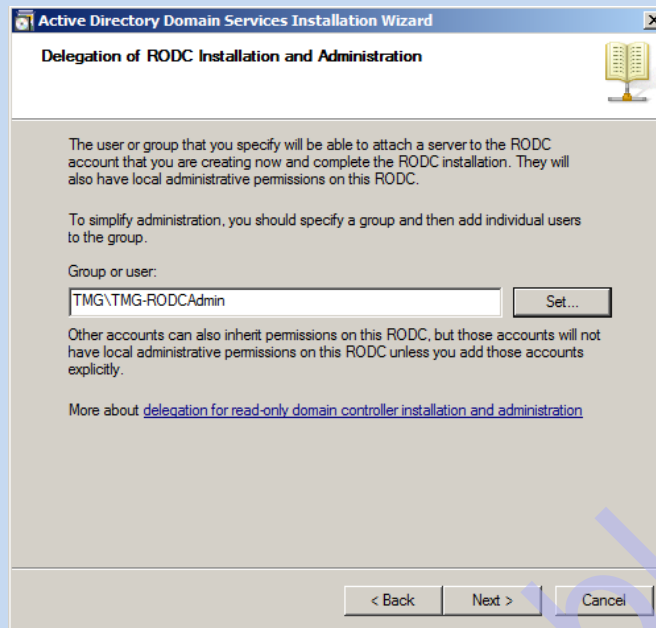 Active Directory Domain Services Installation Wizard
Delegation of RODC Installation and Administration
The user or group that you specify will be able to attach a server to the RODC
account that you are creating now and complete the RODC installation. They will
also have local administrative permissions on this RODC.
To simplify administration, you should specify a group and then add individual users
to the group.
Group or user:
TMG\TMG-RODCAdmin
Set...
Other accounts can also inherit permissions on this RODC, but those accounts will not
have local administrative permissions on this RODC unless you add those accounts
explicitly.
More about delegation for read-only domain controller installation and administration
< Back
Next >
Cancel